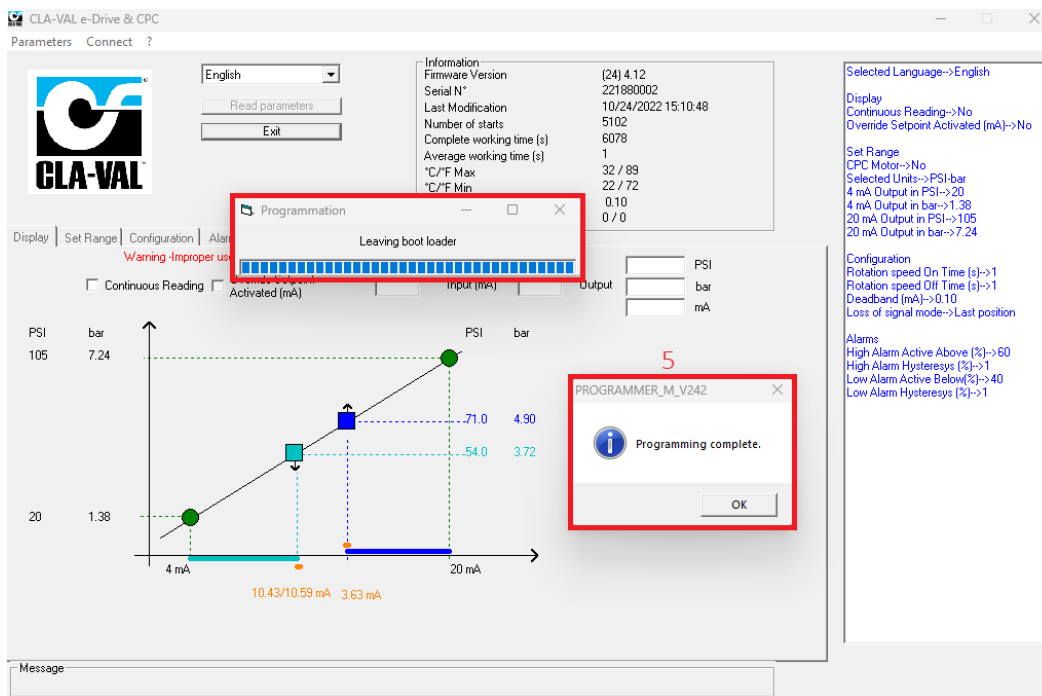 CLA-VAL e-Drive & CPC
Parameters Connect ?
CLA-VAL
English
Read parameters
Exit
Information
Firmware Version (24) 4.12
Serial N° 221880002
Last Modification 10/24/2022 15:10:48
Number of starts 5102
Complete working time (s) 6078
Average working time (s) 1
°C/°F Max 32 / 89
°C/°F Min 22 / 72
0.10
0 / 0
Programmation
Leaving boot loader
Display Set Range Configuration
Warning -Improper
Continuous Reading
Activated (mA)
Input (mA)
Output
PSI
bar
mA
PSI bar
105 7.24
20 1.38
PSI bar
71.0 4.90
54.0 3.72
4 mA
20 mA
10.43/10.59 mA 3.63 mA
5
PROGRAMMER_M_V242
Programming complete.
OK
Message
Selected Language-->English
Display
Continuous Reading-->No
Override Setpoint Activated (mA)-->No
Set Range
CPC Motor-->No
Selected Units-->PSI-bar
4 mA Output in PSI-->20
4 mA Output in bar-->1.38
20 mA Output in PSI-->105
20 mA Output in bar-->7.24
Configuration
Rotation speed On Time (s)-->1
Rotation speed Off Time (s)-->1
Deadband (mA)-->0.10
Loss of signal mode-->Last position
Alarms
High Alarm Active Above (%)-->60
High Alarm Hysteresys (%)-->1
Low Alarm Active Below(%)-->40
Low Alarm Hysteresys (%)-->1